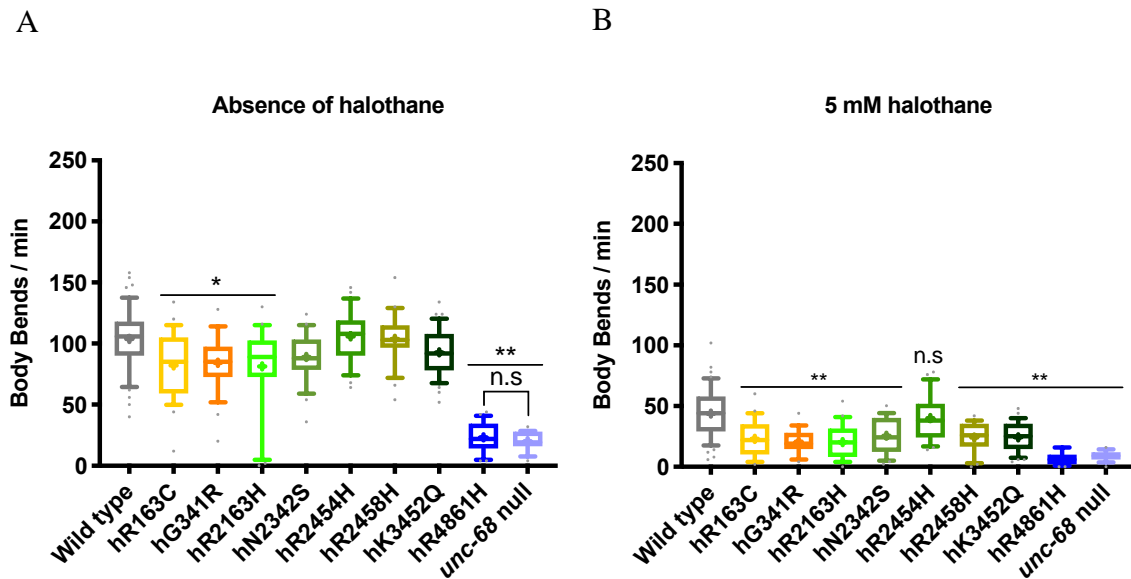 A
B
Absence of halothane
5 mM halothane
Body Bends / min
250
200
150
100
50
0
*
**
n.s
Wild type
hR163C
hG341R
hR2163H
hN2342S
hR2454H
hR2458H
hK3452Q
hR4861H
unc-68 null
Body Bends / min
250
200
150
100
50
0
**
n.s
**
Wild type
hR163C
hG341R
hR2163H
hN2342S
hR2454H
hR2458H
hK3452Q
hR4861H
unc-68 null